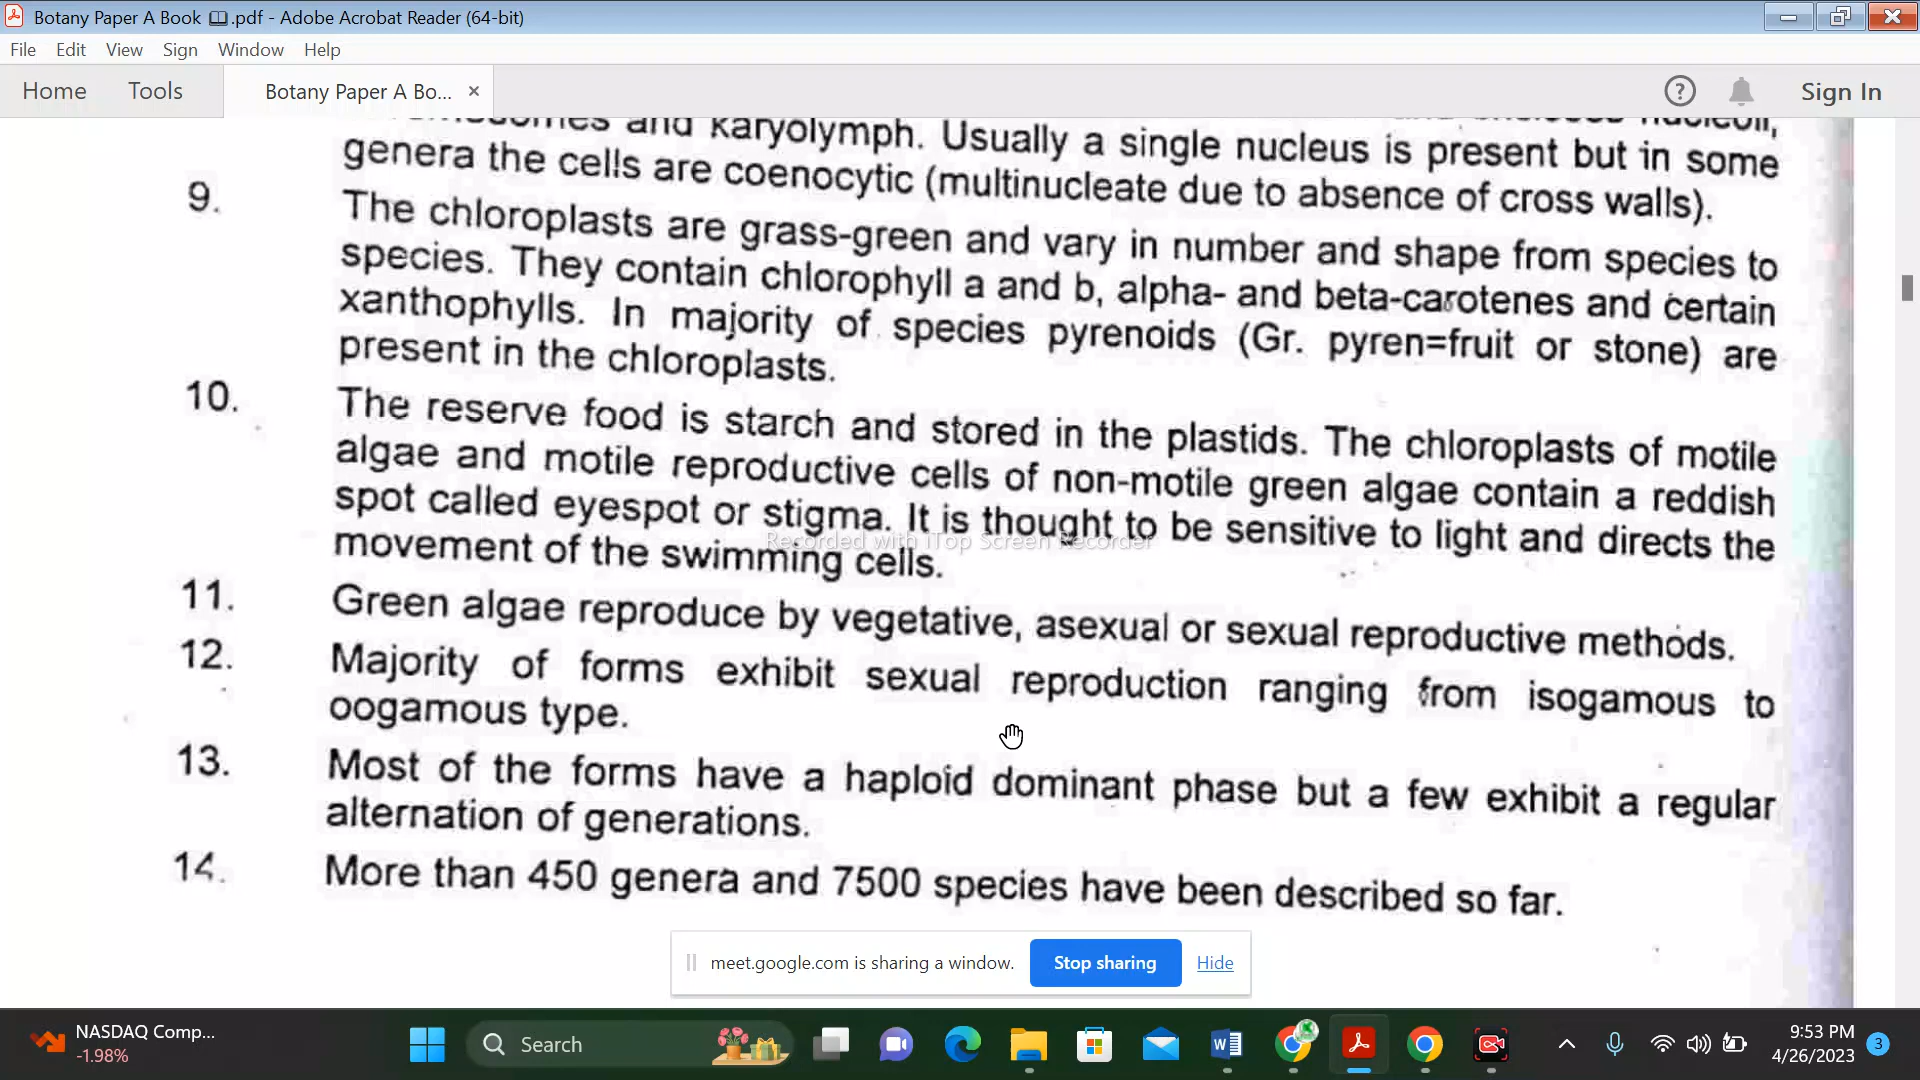 Botany Paper A Book 📖.pdf - Adobe Acrobat Reader (64-bit)
File Edit View Sign Window Help
Home Tools Botany Paper A Bo... × Sign In
and karyolymph. Usually a single nucleus is present but in some
genera the cells are coenocytic (multinucleate due to absence of cross walls).
9. The chloroplasts are grass-green and vary in number and shape from species to
species. They contain chlorophyll a and b, alpha- and beta-carotenes and certain
xanthophylls. In majority of species pyrenoids (Gr. pyren=fruit or stone) are
present in the chloroplasts.
10. The reserve food is starch and stored in the plastids. The chloroplasts of motile
algae and motile reproductive cells of non-motile green algae contain a reddish
spot called eyespot or stigma. It is thought to be sensitive to light and directs the
Recorded with iTop Screen Recorder
movement of the swimming cells.
11. Green algae reproduce by vegetative, asexual or sexual reproductive methods.
12. Majority of forms exhibit sexual reproduction ranging from isogamous to
oogamous type.
13. Most of the forms have a haploid dominant phase but a few exhibit a regular
alternation of generations.
14. More than 450 genera and 7500 species have been described so far.
meet.google.com is sharing a window. Stop sharing Hide
NASDAQ Comp...
-1.98%
Search
9:53 PM
4/26/2023
3